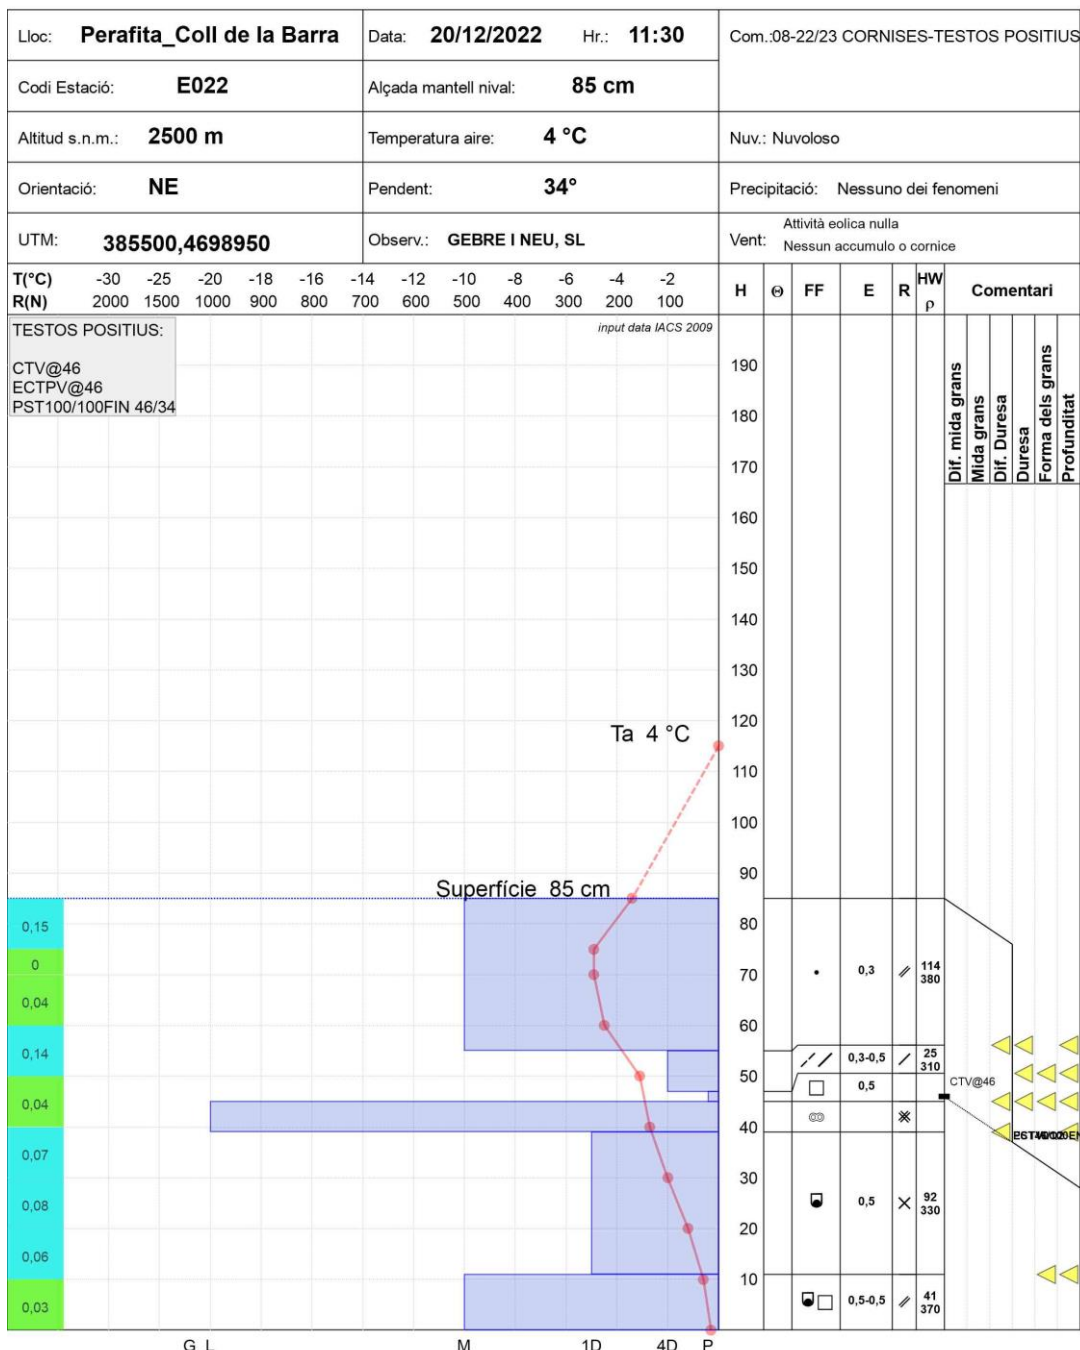 Lloc: Perafita_Coll de la Barra Data: 20/12/2022 Hr.: 11:30 Com.:08-22/23 CORNISES-TESTOS POSITIUS
Codi Estació: E022 Alçada mantell nival: 85 cm
Altitud s.n.m.: 2500 m Temperatura aire: 4 °C Nuv.: Nuvoloso
Orientació: NE Pendent: 34° Precipitació: Nessuno dei fenomeni
UTM: 385500,4698950 Observ.: GEBRE I NEU, SL Vent: Attività eolica nulla
Nessun accumulo o cornice
T(°C) -30 -25 -20 -18 -16 -14 -12 -10 -8 -6 -4 -2
R(N) 2000 1500 1000 900 800 700 600 500 400 300 200 100
H Θ FF E R HW ρ Comentari
TESTOS POSITIUS:
CTV@46
ECTPV@46
PST100/100FIN 46/34
input data IACS 2009
Dif. mida grans
Mida grans
Dif. Duresa
Duresa
Forma dels grans
Profunditat
190
180
170
160
150
140
130
120
Ta 4 °C
110
100
90
Superfície 85 cm
80
0,15
0 70 0,3 114
380
0,04
60
0,14 0,3-0,5 25
310
50 0,5 CTV@46
0,04
40
0,07
30
0,08 0,5 92
330
20
0,06
10
0,03 0,5-0,5 41
370
G L M 1D 4D P